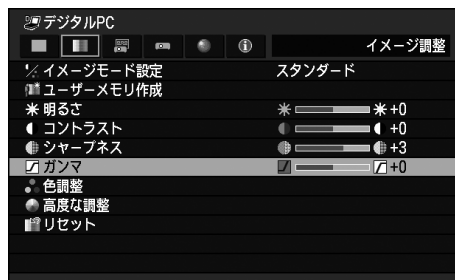 デジタルPC
イメージ調整
イメージモード設定 スタンダード
ユーザーメモリ作成
明るさ +0
コントラスト +0
シャープネス +3
ガンマ +0
色調整
高度な調整
リセット